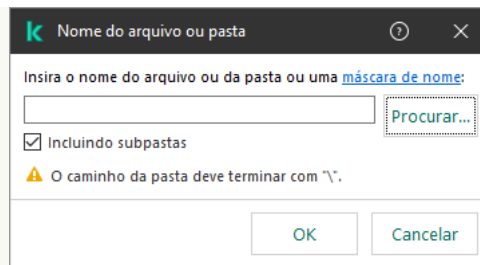 Nome do arquivo ou pasta
Insira o nome do arquivo ou da pasta ou uma máscara de nome:
Procurar...
Incluindo subpastas
O caminho da pasta deve terminar com "\".
OK
Cancelar